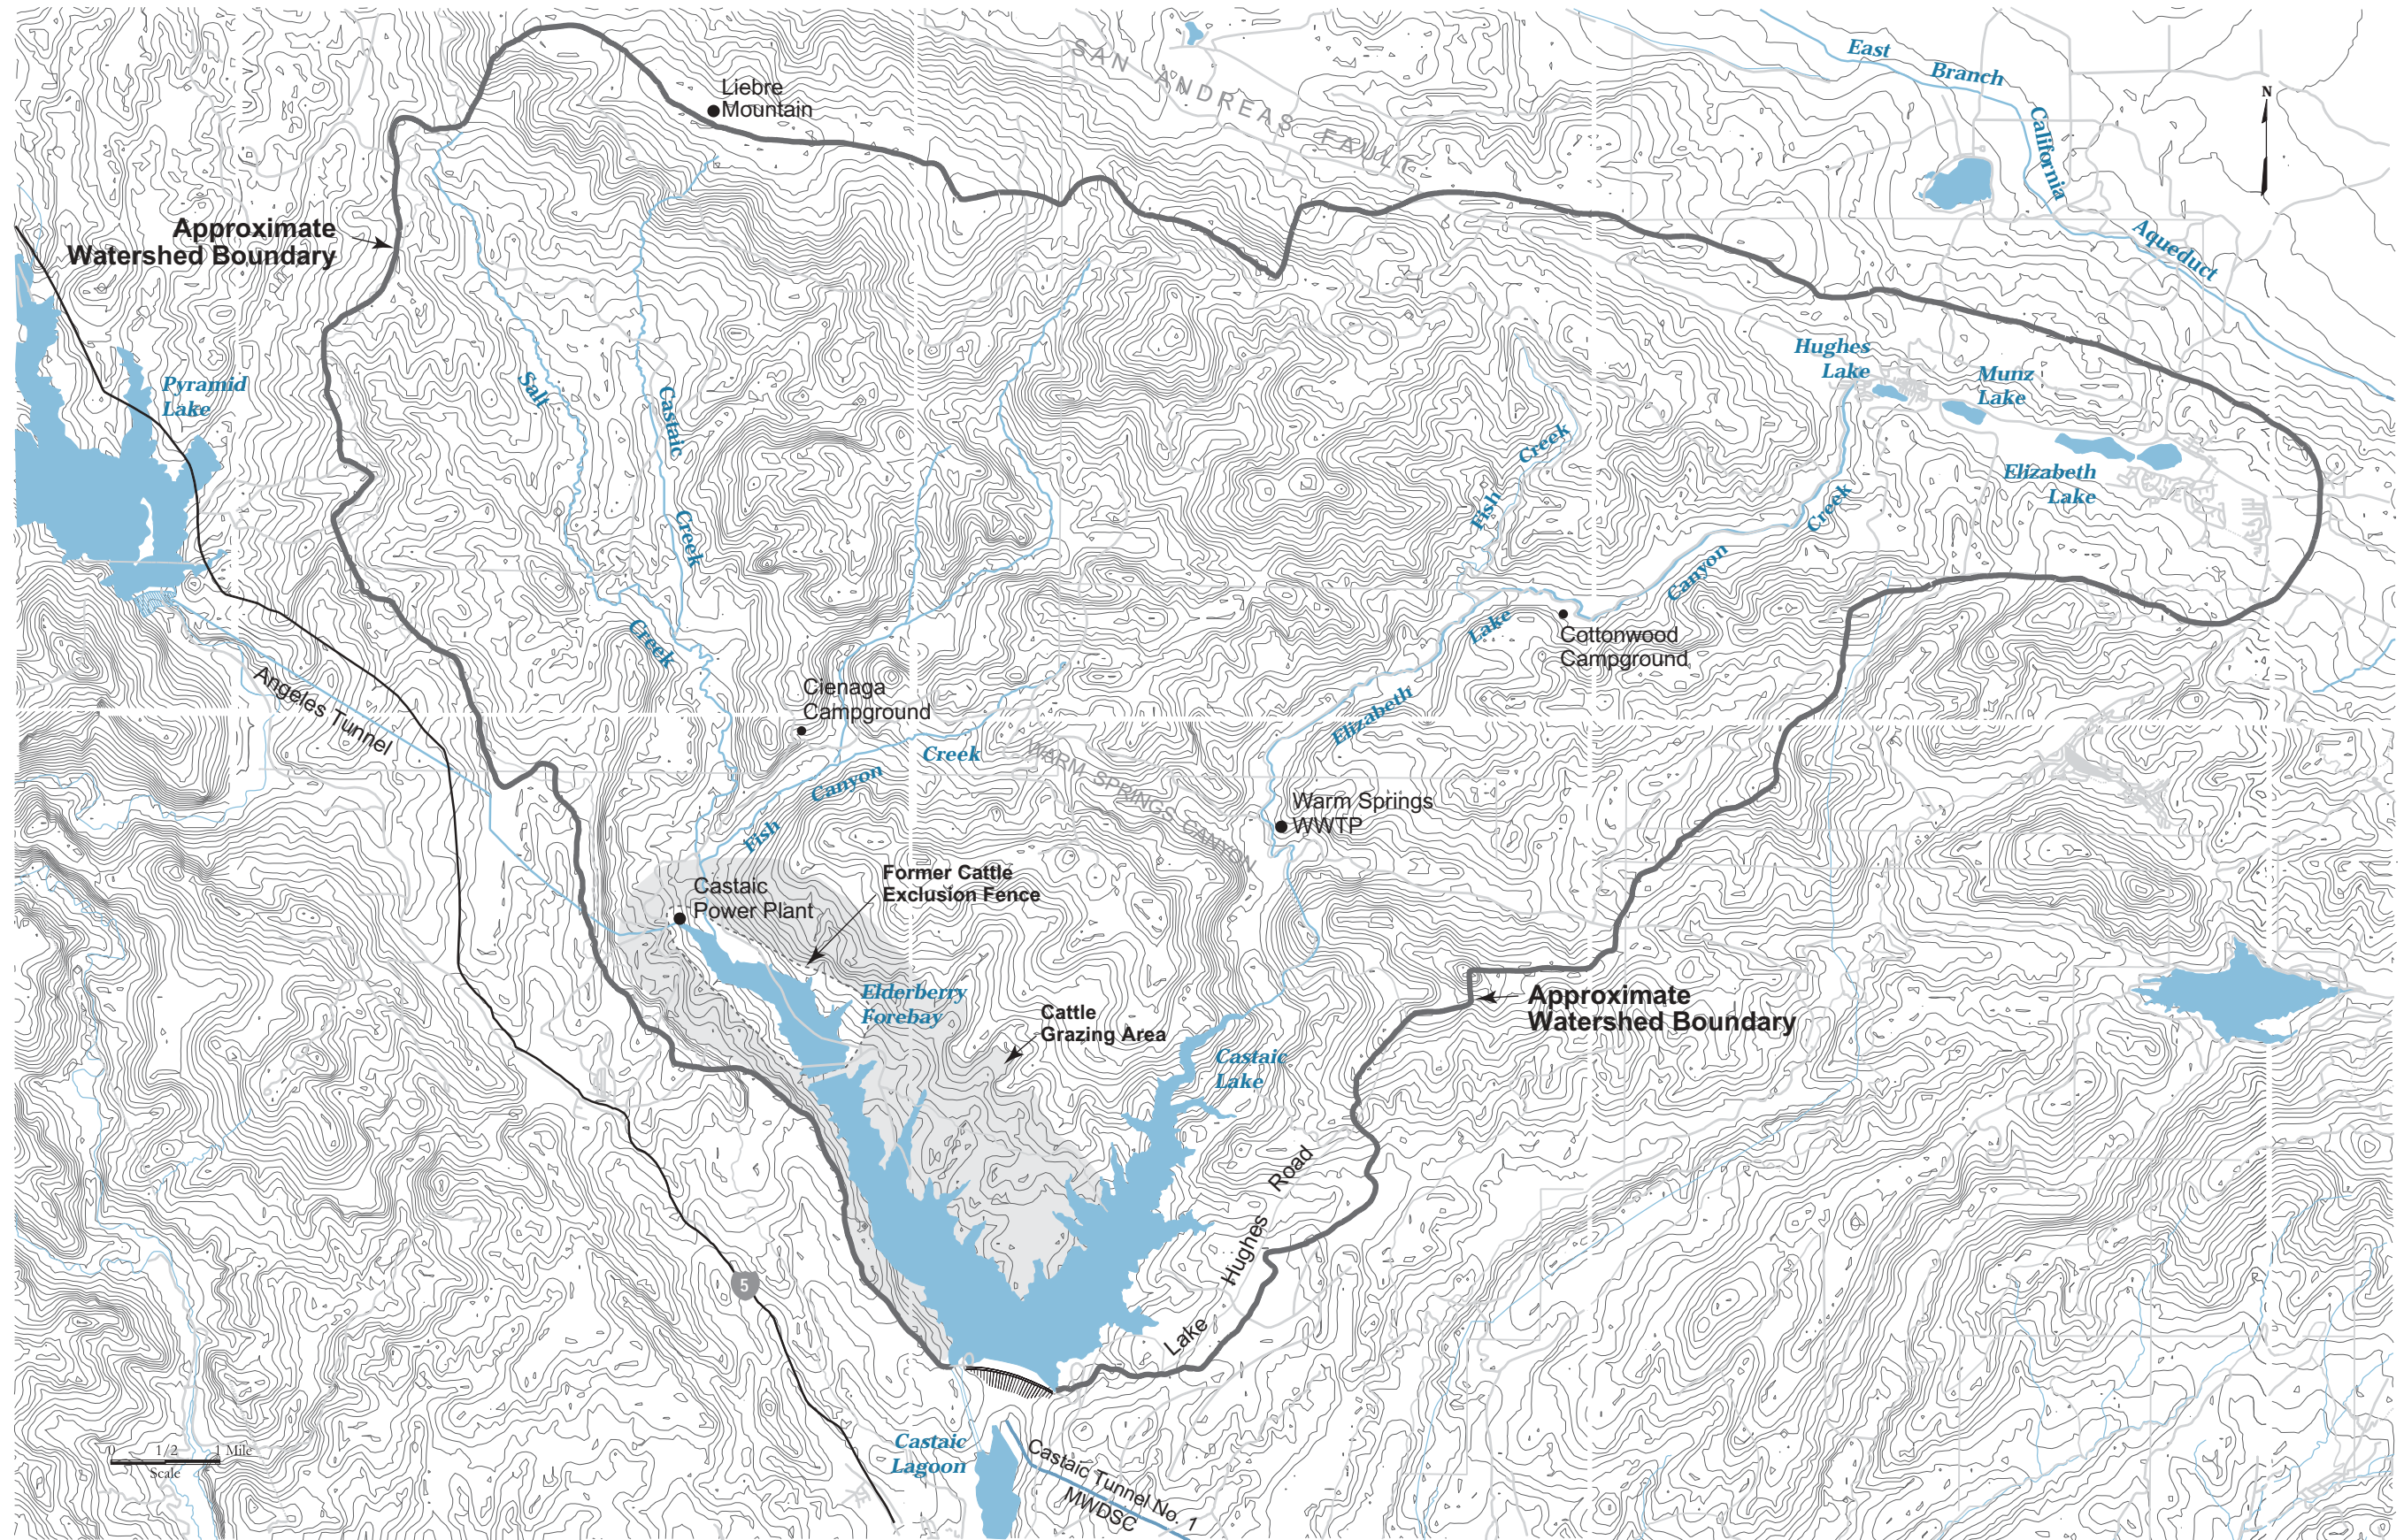 East
Branch
California
Aqueduct
N
SAN ANDREAS FAULT
Liebre
Mountain
Approximate
Watershed Boundary
Pyramid
Lake
Salt
Creek
Castaic
Creek
Fish
Creek
Hughes
Lake
Munz
Lake
Elizabeth
Lake
Elizabeth
Lake
Canyon
Creek
Cottonwood
Campground
Angeles Tunnel
Cienaga
Campground
Fish
Canyon
Creek
WARM SPRINGS CANYON
Warm Springs
WWTP
Castaic
Power Plant
Former Cattle
Exclusion Fence
Elderberry
Forebay
Cattle
Grazing Area
Castaic
Lake
Approximate
Watershed Boundary
Lake Hughes Road
5
0 1/2 1 Mile
Scale
Castaic
Lagoon
Castaic Tunnel No. 1
MWDSC